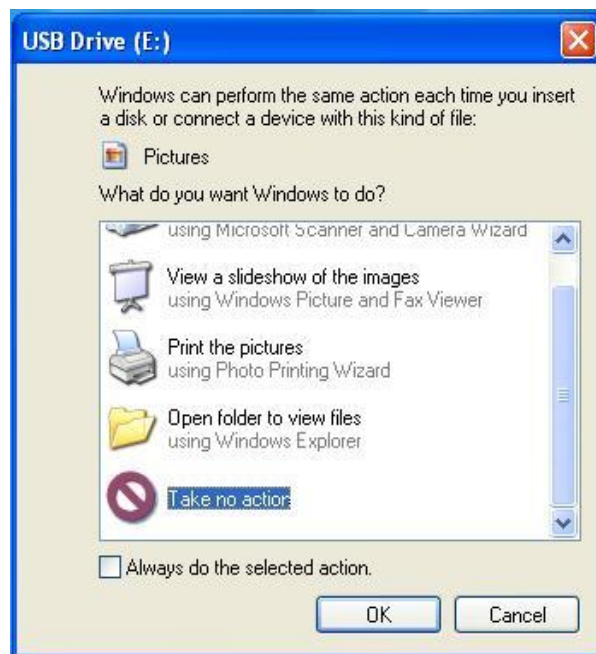 USB Drive (E:)
Windows can perform the same action each time you insert
a disk or connect a device with this kind of file:
Pictures
What do you want Windows to do?
using Microsoft Scanner and Camera Wizard
View a slideshow of the images
using Windows Picture and Fax Viewer
Print the pictures
using Photo Printing Wizard
Open folder to view files
using Windows Explorer
Take no action
Always do the selected action.
OK
Cancel